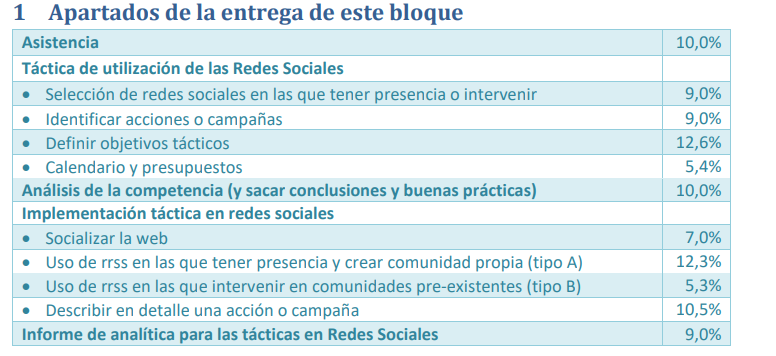 1 Apartados de la entrega de este bloque
Asistencia 10,0%
Táctica de utilización de las Redes Sociales
• Selección de redes sociales en las que tener presencia o intervenir 9,0%
• Identificar acciones o campañas 9,0%
• Definir objetivos tácticos 12,6%
• Calendario y presupuestos 5,4%
Análisis de la competencia (y sacar conclusiones y buenas prácticas) 10,0%
Implementación táctica en redes sociales
• Socializar la web 7,0%
• Uso de rrss en las que tener presencia y crear comunidad propia (tipo A) 12,3%
• Uso de rrss en las que intervenir en comunidades pre-existentes (tipo B) 5,3%
• Describir en detalle una acción o campaña 10,5%
Informe de analítica para las tácticas en Redes Sociales 9,0%